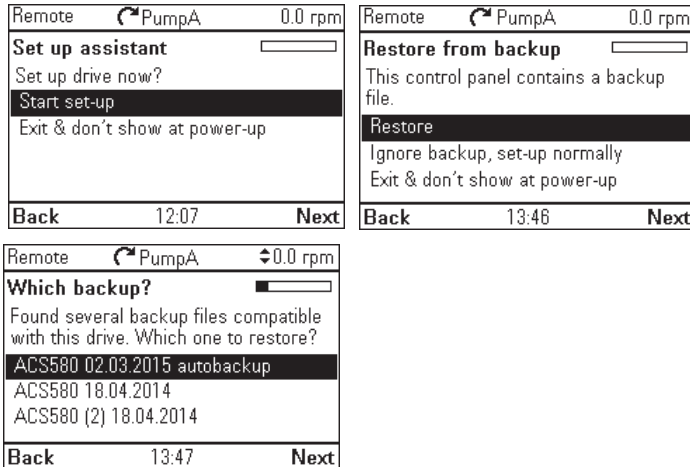 Remote PumpA 0.0 rpm
Set up assistant
Set up drive now?
Start set-up
Exit & don't show at power-up
Back 12:07 Next
Remote PumpA 0.0 rpm
Restore from backup
This control panel contains a backup
file.
Restore
Ignore backup, set-up normally
Exit & don't show at power-up
Back 13:46 Next
Remote PumpA 0.0 rpm
Which backup?
Found several backup files compatible
with this drive. Which one to restore?
ACS580 02.03.2015 autobackup
ACS580 18.04.2014
ACS580 (2) 18.04.2014
Back 13:47 Next